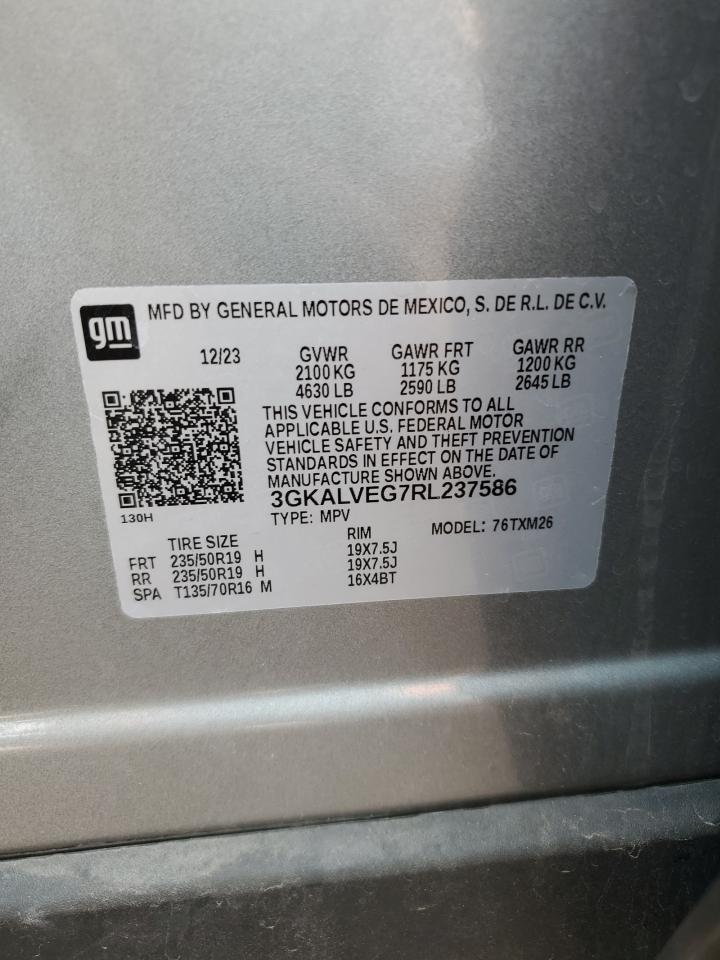 gm
MFD BY GENERAL MOTORS DE MEXICO, S. DE R.L. DE C.V.
12/23 GVWR GAWR FRT GAWR RR
2100 KG 1175 KG 1200 KG
4630 LB 2590 LB 2645 LB
THIS VEHICLE CONFORMS TO ALL
APPLICABLE U.S. FEDERAL MOTOR
VEHICLE SAFETY AND THEFT PREVENTION
STANDARDS IN EFFECT ON THE DATE OF
MANUFACTURE SHOWN ABOVE.
3GKALVEG7RL237586
130H
TYPE: MPV MODEL: 76TXM26
TIRE SIZE RIM
FRT 235/50R19 H 19X7.5J
RR 235/50R19 H 19X7.5J
SPA T135/70R16 M 16X4BT